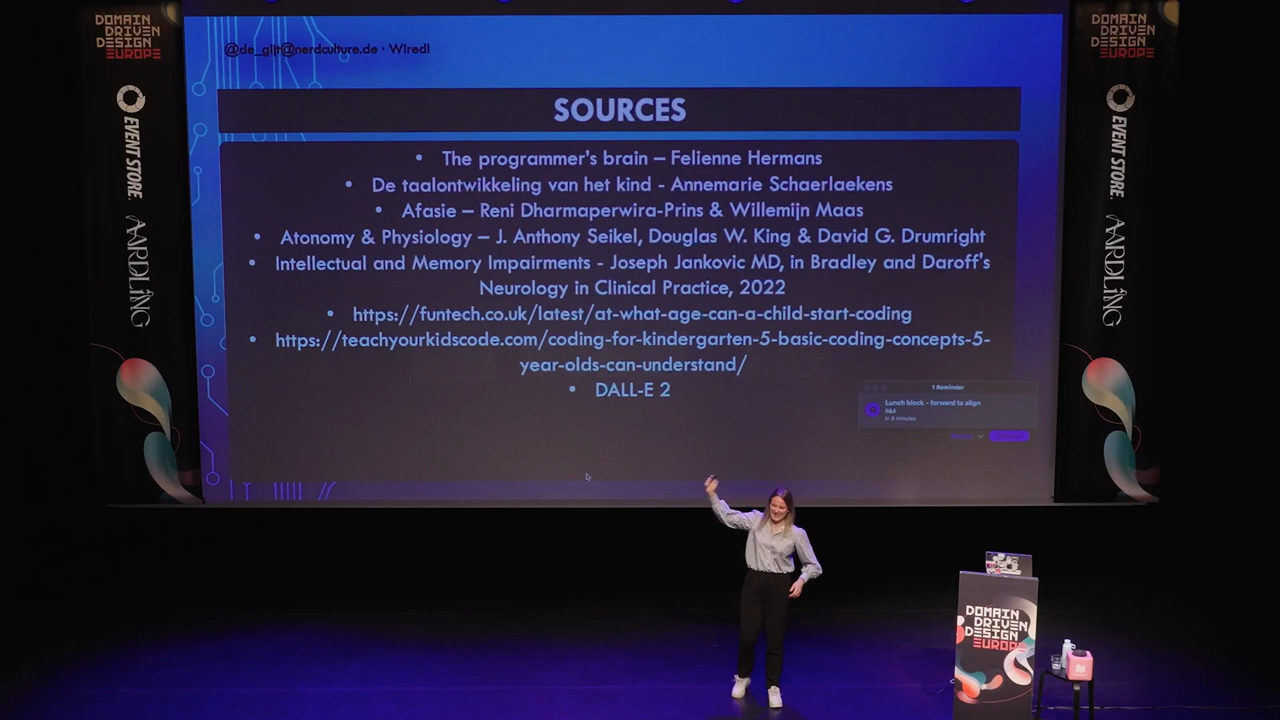 DOMAIN
DRIVEN
DESIGN
EUROPE
EVENT STORE
AARDLING
@de_gijt@nerdculture.de · Wiredl
SOURCES
• The programmer's brain – Felienne Hermans
• De taalontwikkeling van het kind - Annemarie Schaerlaekens
• Afasie – Reni Dharmaperwira-Prins & Willemijn Maas
• Atonomy & Physiology – J. Anthony Seikel, Douglas W. King & David G. Drumright
• Intellectual and Memory Impairments - Joseph Jankovic MD, in Bradley and Daroff's
Neurology in Clinical Practice, 2022
• https://funtech.co.uk/latest/at-what-age-can-a-child-start-coding
• https://teachyourkidscode.com/coding-for-kindergarten-5-basic-coding-concepts-5-
year-olds-can-understand/
• DALL-E 2
1 Reminder
Lunch block - forward to align
in 8 minutes
DOMAIN
DRIVEN
DESIGN
EUROPE
EVENT STORE
AARDLING
DOMAIN
DRIVEN
DESIGN
EUROPE